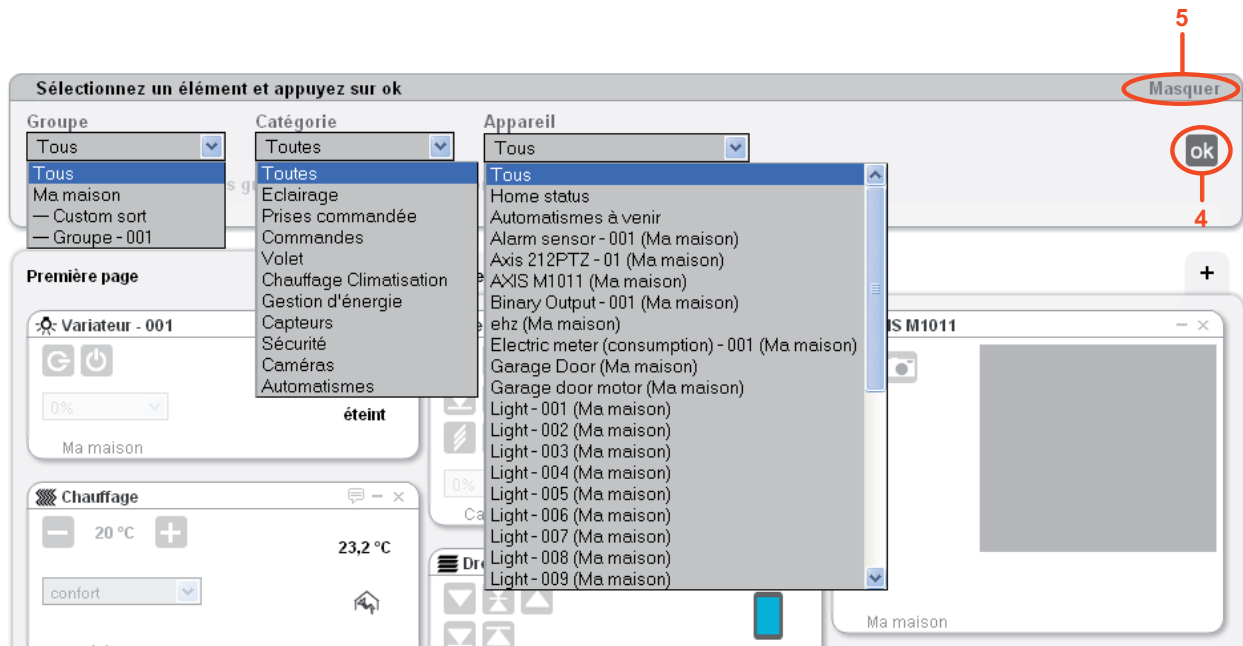 5
Sélectionnez un élément et appuyez sur ok
Masquer
Groupe
Catégorie
Appareil
Tous
Toutes
Tous
ok
4
Tous
Ma maison
— Custom sort
— Groupe - 001
Toutes
Eclairage
Prises commandée
Commandes
Volet
Chauffage Climatisation
Gestion d'énergie
Capteurs
Sécurité
Caméras
Automatismes
Tous
Home status
Automatismes à venir
Alarm sensor - 001 (Ma maison)
Axis 212PTZ - 01 (Ma maison)
AXIS M1011 (Ma maison)
Binary Output - 001 (Ma maison)
ehz (Ma maison)
Electric meter (consumption) - 001 (Ma maison)
Garage Door (Ma maison)
Garage door motor (Ma maison)
Light - 001 (Ma maison)
Light - 002 (Ma maison)
Light - 003 (Ma maison)
Light - 004 (Ma maison)
Light - 005 (Ma maison)
Light - 006 (Ma maison)
Light - 007 (Ma maison)
Light - 008 (Ma maison)
Light - 009 (Ma maison)
Première page
+
Variateur - 001
0%
éteint
Ma maison
Chauffage
20 °C
23,2 °C
confort
0%
Ca
Dr
IS M1011
Ma maison